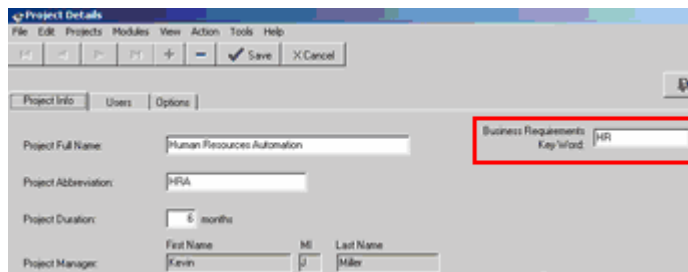 Project Details
File Edit Projects Modules View Action Tools Help
Save X Cancel
Project Info Users Options
Business Requirements
Key Word: HR
Project Full Name: Human Resources Automation
Project Abbreviation: HRA
Project Duration: 6 months
First Name MI Last Name
Project Manager: Kevin J Miller